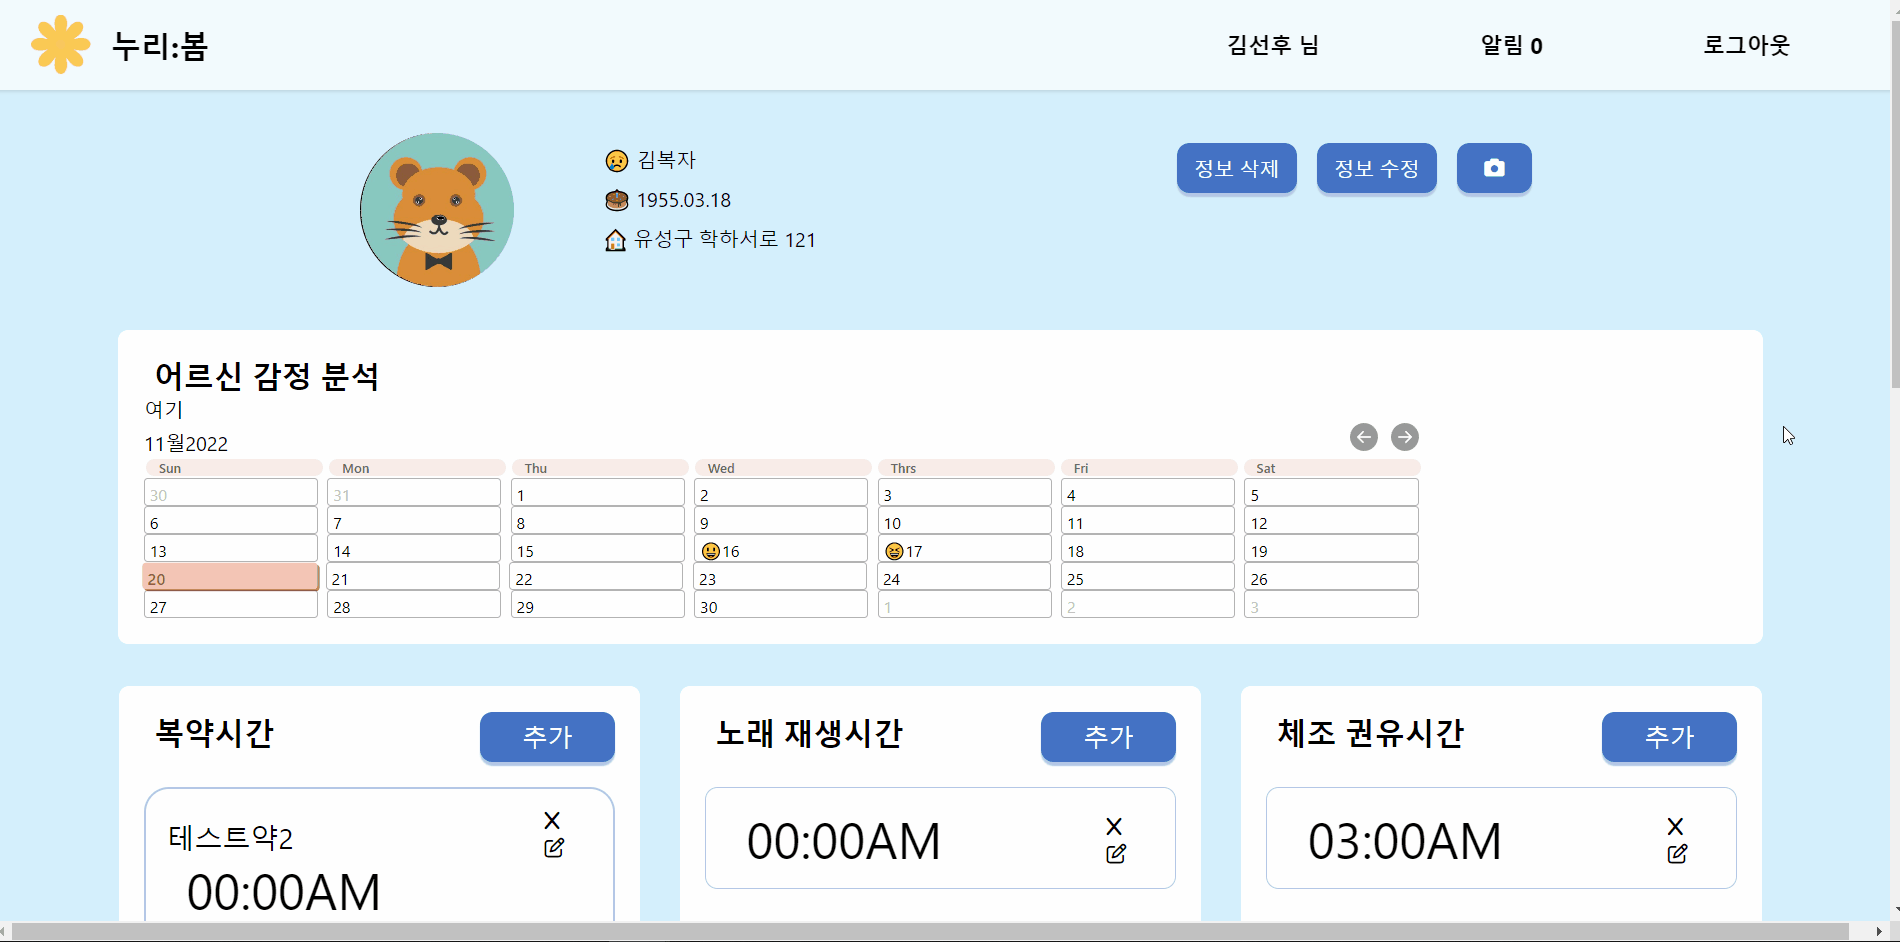 누리:봄
김선후 님
알림 0
로그아웃
김복자
1955.03.18
유성구 학하서로 121
정보 삭제
정보 수정
어르신 감정 분석
여기
11월2022
Sun Mon Thu Wed Thrs Fri Sat
30 31 1 2 3 4 5
6 7 8 9 10 11 12
13 14 15 😃16 😆17 18 19
20 21 22 23 24 25 26
27 28 29 30 1 2 3
복약시간
추가
테스트약2
00:00AM
노래 재생시간
추가
00:00AM
체조 권유시간
추가
03:00AM